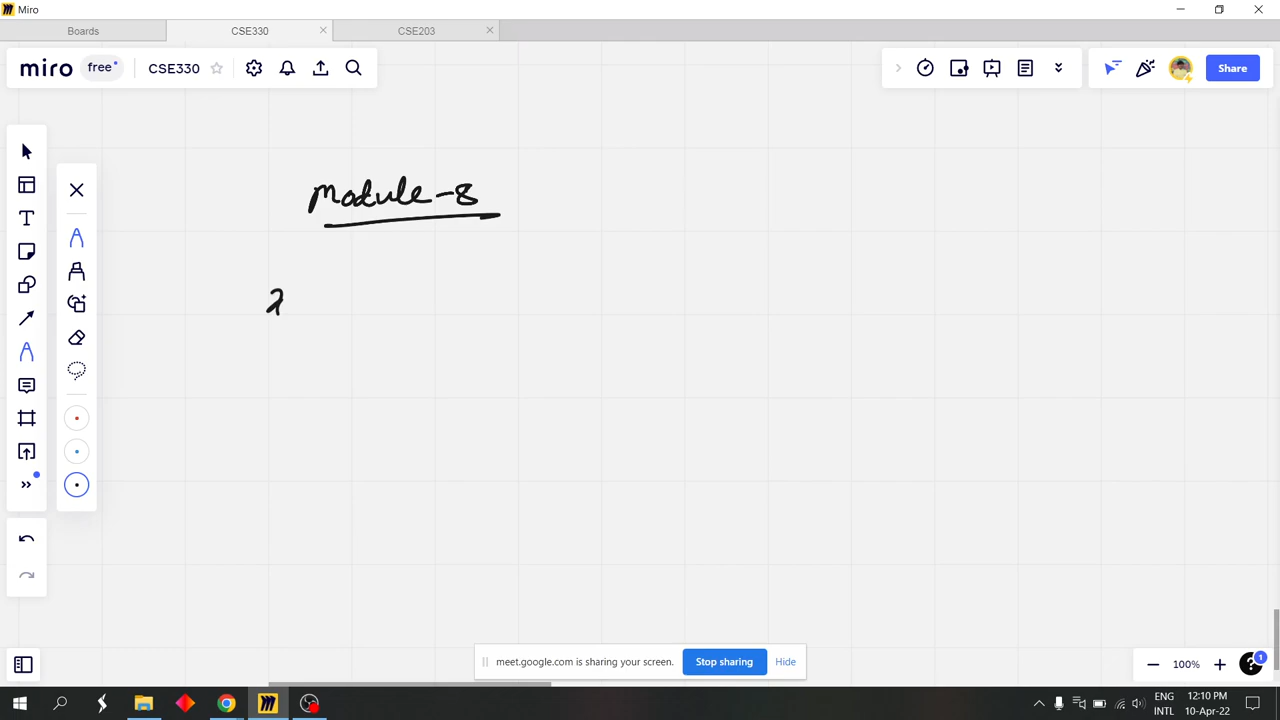 Miro
Boards
CSE330
CSE203
miro free CSE330
Share
Module-8
meet.google.com is sharing your screen. Stop sharing Hide
100%
1
ENG 12:10 PM
INTL 10-Apr-22